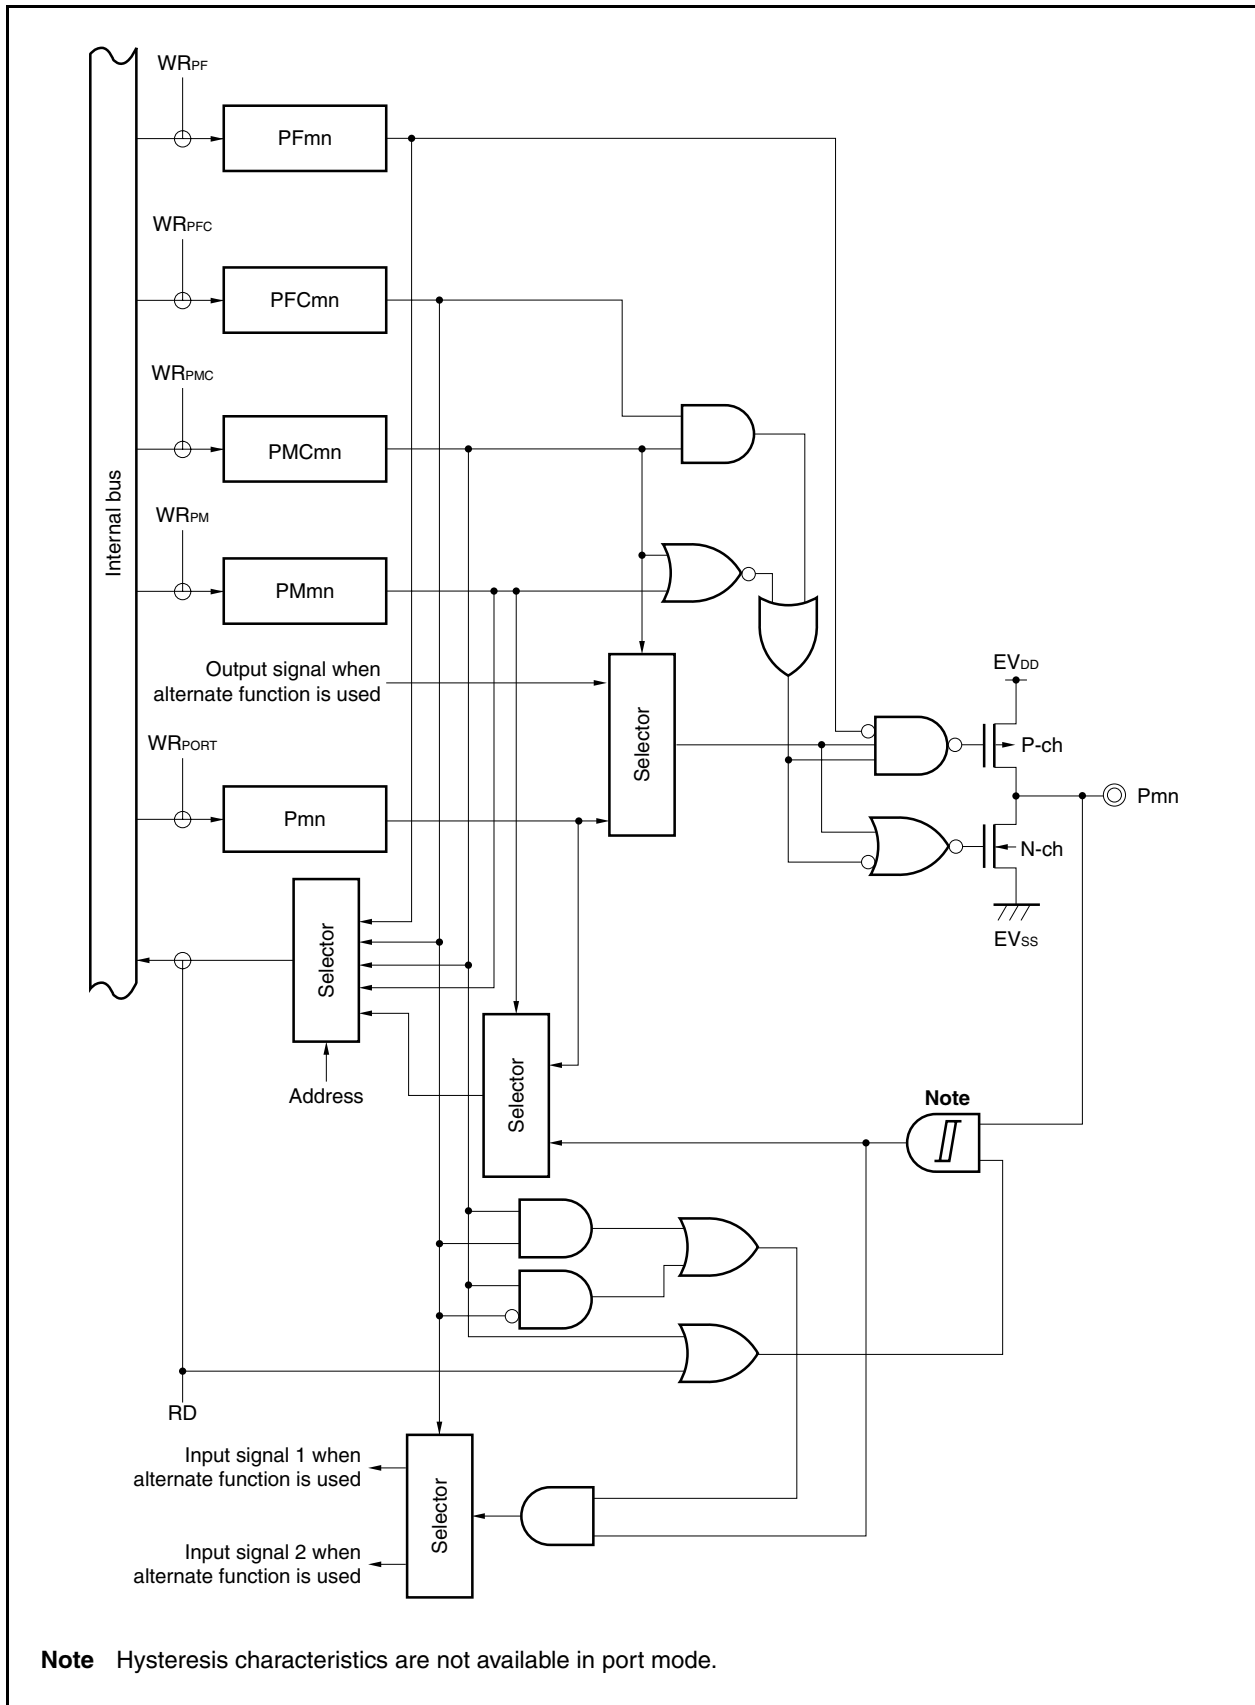 WRPF
PFmn
WRPFC
PFCmn
WRPMC
PMCmn
Internal bus
WRPM
PMmn
Output signal when
alternate function is used
Selector
EVDD
P-ch
WRPORT
Pmn
Pmn
N-ch
EVSS
Selector
Address
Selector
Note
RD
Input signal 1 when
alternate function is used
Selector
Input signal 2 when
alternate function is used
Note Hysteresis characteristics are not available in port mode.